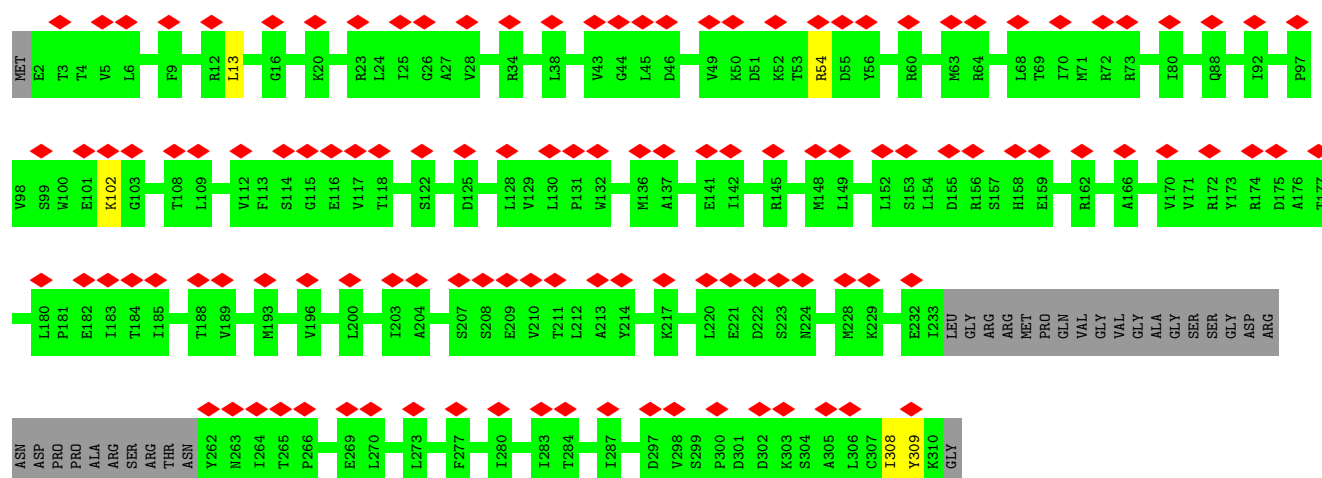 MET E2 T3 T4 V5 L6 F9 R12 L13 G16 K20 R23 L24 I25 G26 A27 V28 R34 L38 V43 G44 L45 D46 V49 K50 D51 K52 T53 R54 D55 Y56 R60 M63 R64 L68 T69 I70 M71 R72 R73 I80 Q88 I92 P97
V98 S99 W100 E101 K102 G103 T108 L109 V112 F113 S114 G115 E116 V117 T118 S122 D125 L128 V129 L130 P131 W132 M136 A137 E141 I142 R145 M148 L149 L152 S153 L154 D155 R156 S157 H158 E159 R162 A166 V170 V171 R172 Y173 R174 D175 A176 T177
L180 P181 E182 I183 T184 I185 T188 V189 M193 V196 L200 I203 A204 S207 S208 E209 V210 T211 L212 A213 Y214 K217 L220 E221 D222 S223 N224 M228 K229 E232 I233 LEU GLY ARG ARG MET PRO GLN VAL GLY VAL GLY ALA GLY SER SER GLY ASP ARG
ASN ASP PRO PRO ALA ARG SER ARG THR ASN Y262 N263 I264 T265 P266 E269 L270 L273 F277 I280 I283 T284 I287 D297 V298 S299 P300 D301 D302 K303 S304 A305 L306 C307 I308 Y309 K310 GLY